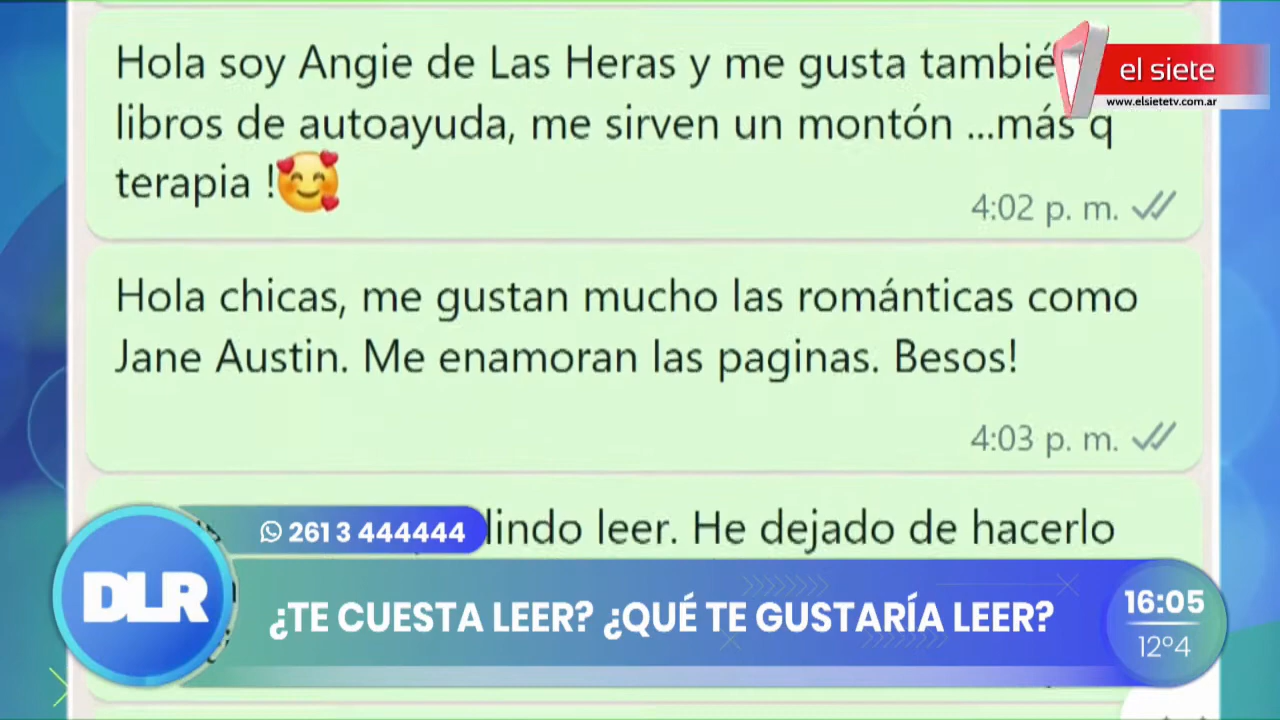 Hola soy Angie de Las Heras y me gusta tambié
libros de autoayuda, me sirven un montón ...más q
terapia !🥰
4:02 p. m.
el siete
www.elsietetv.com.ar
Hola chicas, me gustan mucho las románticas como
Jane Austin. Me enamoran las paginas. Besos!
4:03 p. m.
lindo leer. He dejado de hacerlo
261 3 444444
DLR
¿TE CUESTA LEER? ¿QUÉ TE GUSTARÍA LEER?
16:05
12º4